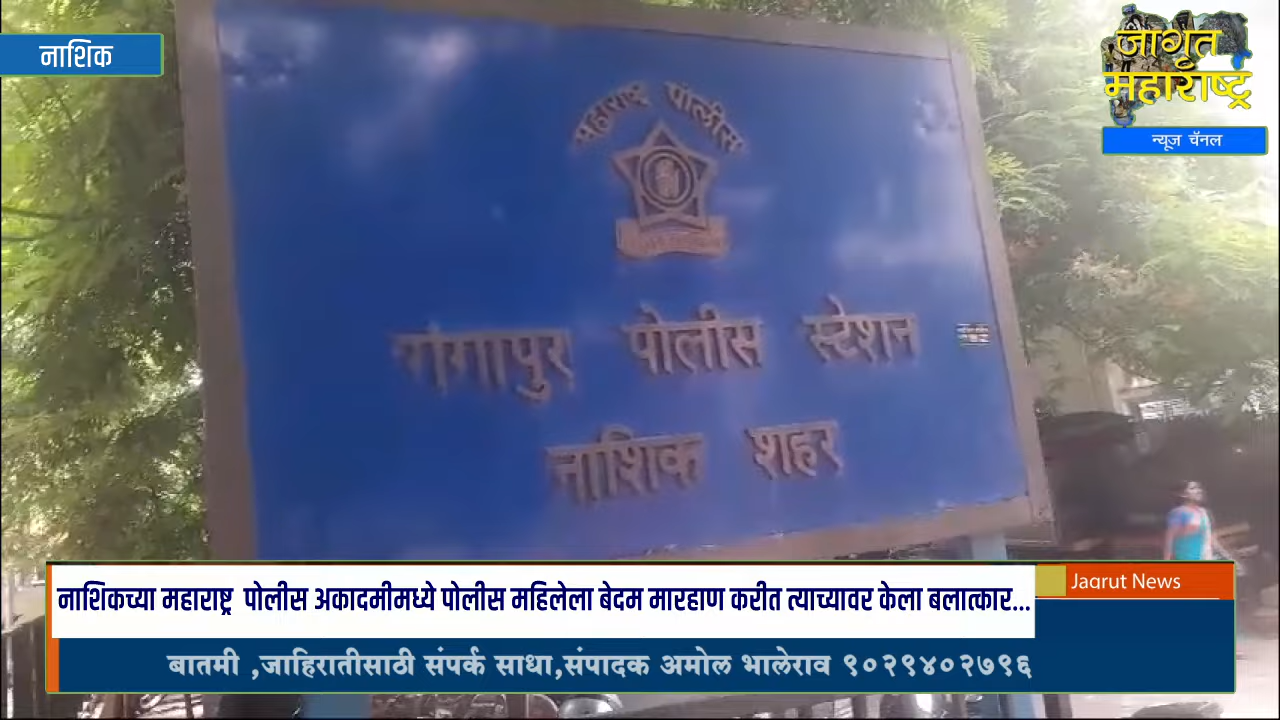 नाशिक
जागृत
महाराष्ट्र
न्यूज चॅनल
महाराष्ट्र पोलीस
गंगापुर पोलीस स्टेशन
नाशिक शहर
नाशिकच्या महाराष्ट्र पोलीस अकादमीमध्ये पोलीस महिलेला बेदम मारहाण करीत त्याच्यावर केला बलात्कार...
Jagrut News
बातमी ,जाहिरातीसाठी संपर्क साधा,संपादक अमोल भालेराव ९०२९४०२७९६